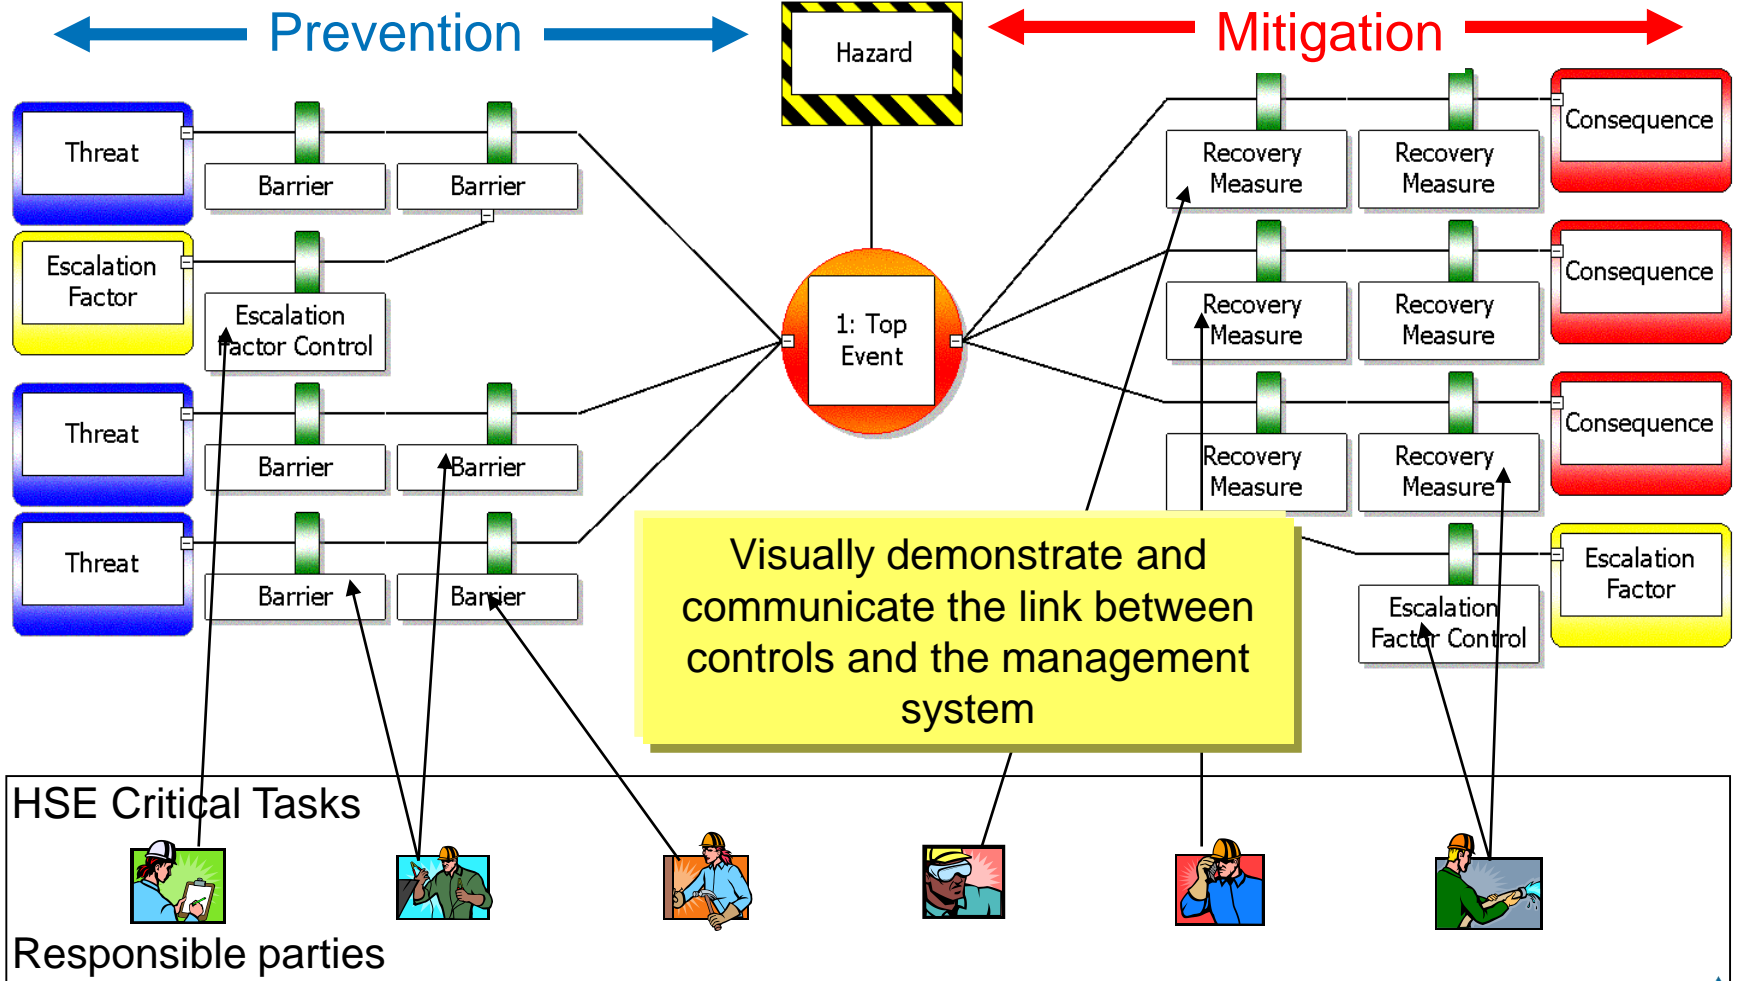 Prevention
Hazard
Mitigation
Threat
Barrier
Barrier
Recovery
Measure
Recovery
Measure
Consequence
Escalation
Factor
Escalation
Factor Control
1: Top
Event
Recovery
Measure
Recovery
Measure
Consequence
Threat
Barrier
Barrier
Recovery
Measure
Recovery
Measure
Consequence
Threat
Barrier
Barrier
Escalation
Factor Control
Escalation
Factor
Visually demonstrate and
communicate the link between
controls and the management
system
HSE Critical Tasks
Responsible parties